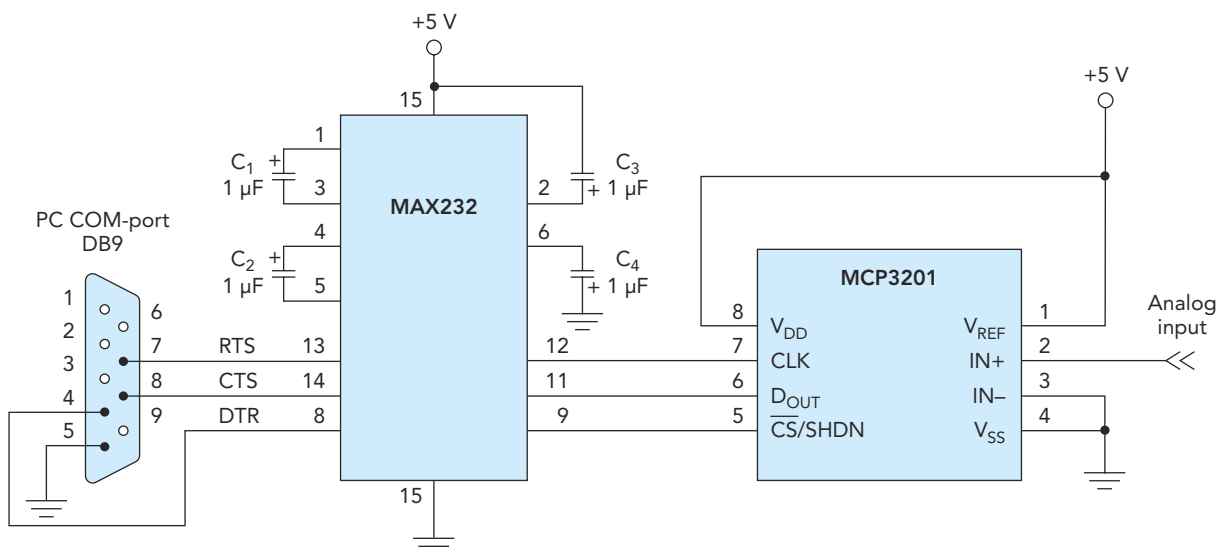 +5 V
15
1
C1
+
1 µF
3
2
C3
+ 1 µF
MAX232
4
C2
+
1 µF
5
6
C4
+ 1 µF
PC COM-port
DB9
1
2
3
4
5
6
7
8
9
RTS
CTS
DTR
13
14
8
12
11
9
15
+5 V
MCP3201
8
VDD
7
CLK
6
DOUT
5
CS/SHDN
VREF
1
IN+
2
IN–
3
VSS
4
Analog
input